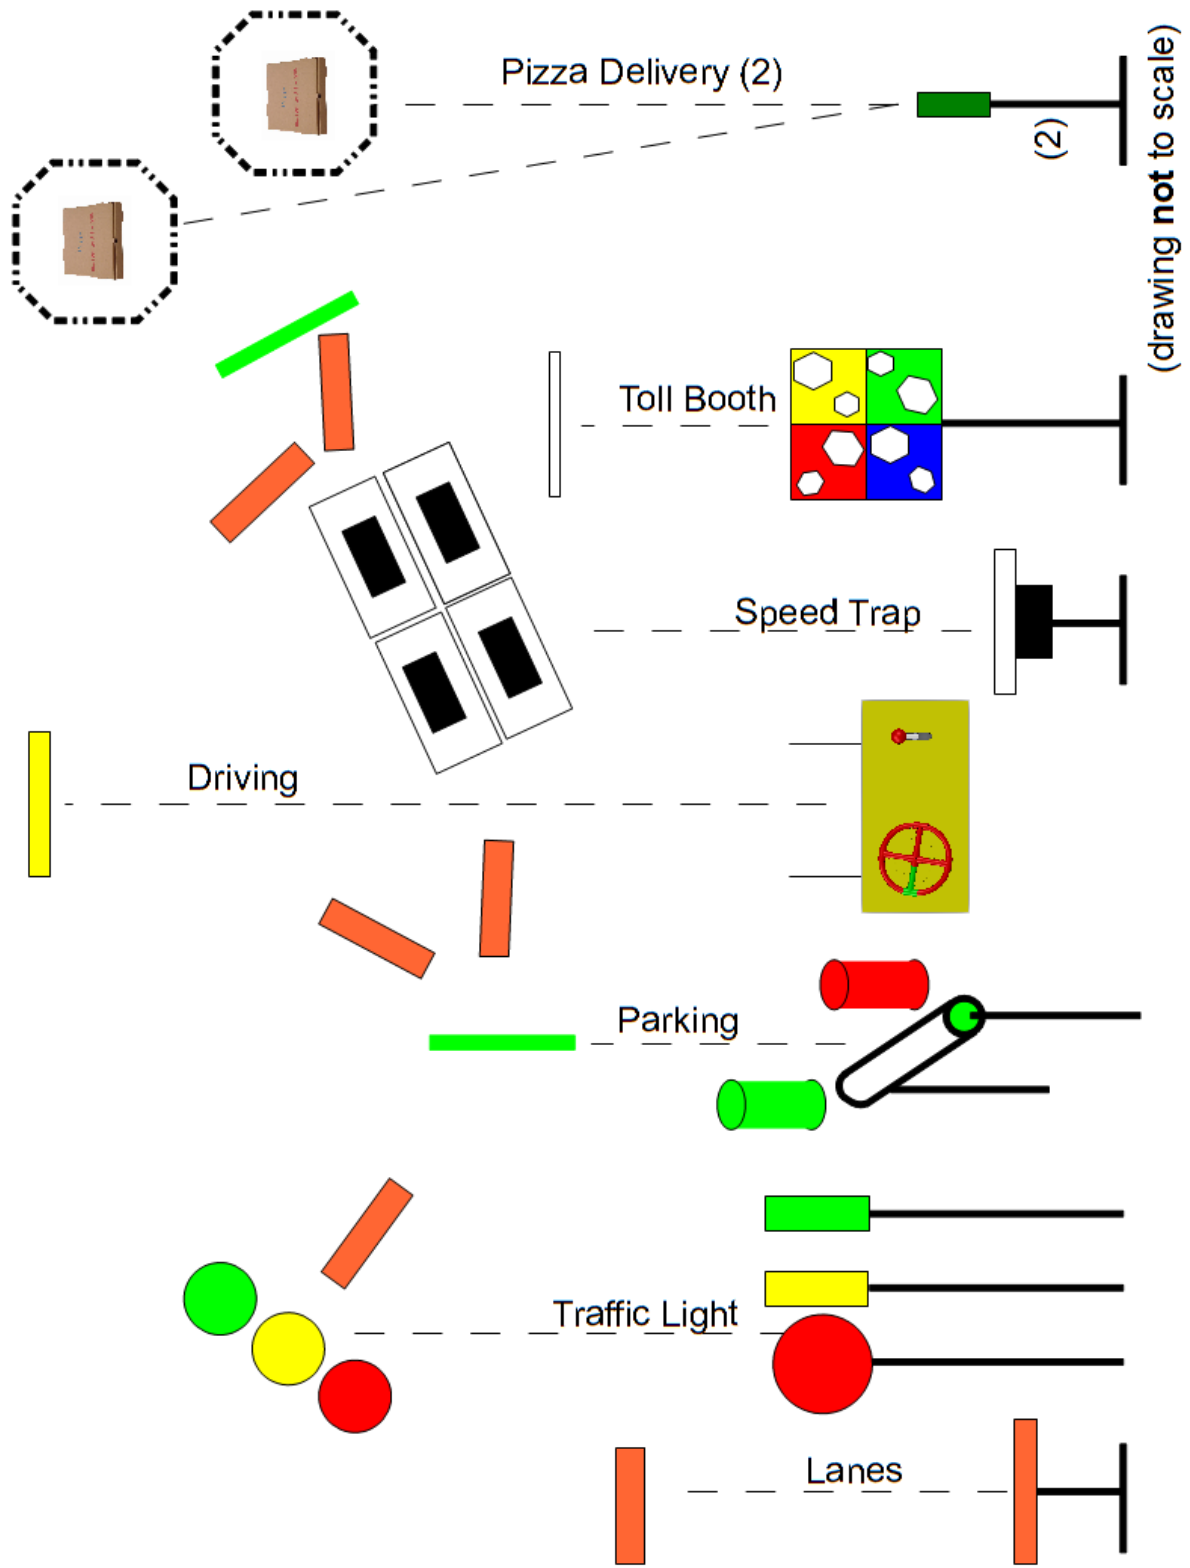 Pizza Delivery (2)
(2)
(drawing not to scale)
Toll Booth
Speed Trap
Driving
Parking
Traffic Light
Lanes